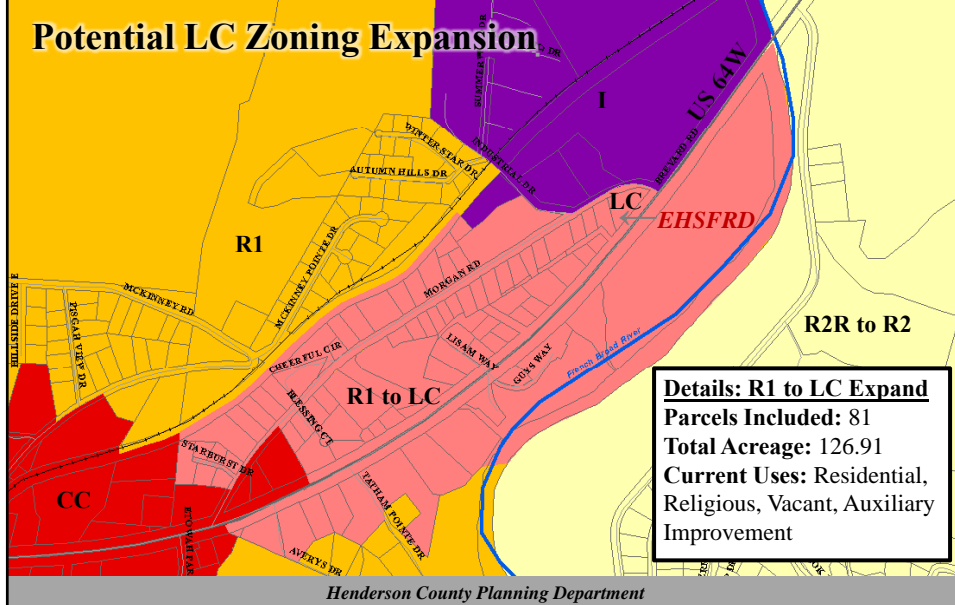 Potential LC Zoning Expansion
I
US 64W
SUMMER
DR
WINTER STAR DR
INDUSTRIAL DR
AUTUMN HILLS DR
BREVARD RD
LC
EHSFRD
R1
MCKINNEY POINTE DR
MORGAN RD
HILLSIDE DRIVE E
MCKINNEY RD
PISGAH VIEW DR
R2R to R2
LISAM WAY
French Broad River
CHEERFUL CIR
GUYS WAY
R1 to LC
BLESSING CT
Details: R1 to LC Expand
Parcels Included: 81
Total Acreage: 126.91
Current Uses: Residential,
Religious, Vacant, Auxiliary
Improvement
STARBURST DR
CC
TATHAM POINTE DR
ETOWAH PAR
AVERYS DR
Henderson County Planning Department